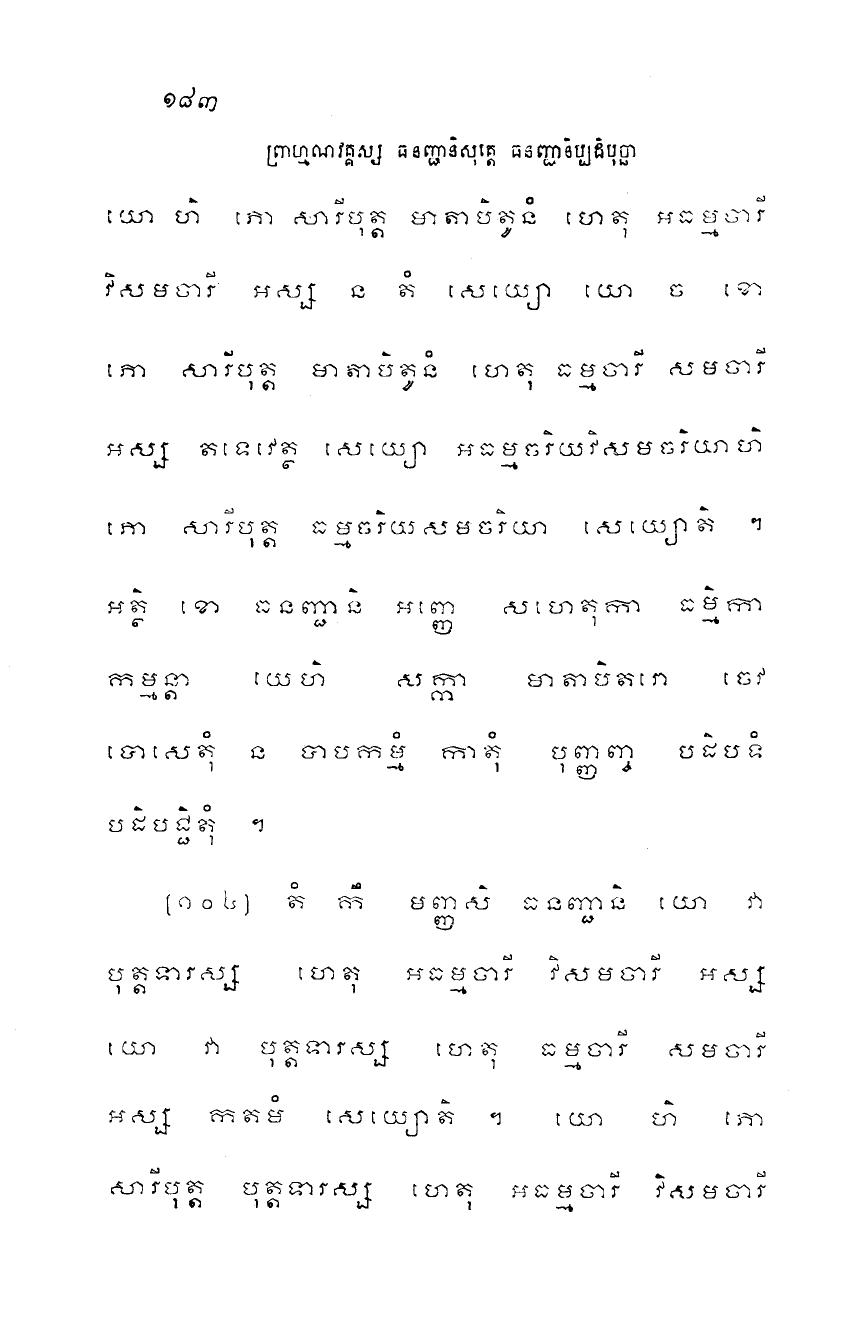 ១៨៣
ព្រាហ្មណវគ្គស្ស ធនញ្ជានិសុត្តេ ធនញ្ជានិប្បដិបុច្ឆា
យោ ហិ ភោ សារីបុត្ត មាតាបិតូនំ ហេតុ អធម្មចារី
វិសមចារី អស្ស ន តំ សេយ្យោ យោ ច ខោ
ភោ សារីបុត្ត មាតាបិតូនំ ហេតុ ធម្មចារី សមចារី
អស្ស តទេវេត្ថ សេយ្យោ អធម្មចរិយវិសមចរិយាហិ
ភោ សារីបុត្ត ធម្មចរិយសមចរិយា សេយ្យោតិ ។
អត្ថិ ខោ ធនញ្ជានិ អញ្ញេ សហេតុកា ធម្មិកា
កម្មន្តា យេហិ សក្កា មាតាបិតរោ ចេវ
បោសេតុំ ន បាបកម្មំ កាតុំ បុញ្ញញ្ច បដិបទំ
បដិបជ្ជិតុំ ។
[១០៤] តំ កឹ មញ្ញសិ ធនញ្ជានិ យោ វា
បុត្តទារស្ស ហេតុ អធម្មចារី វិសមចារី អស្ស
យោ វា បុត្តទារស្ស ហេតុ ធម្មចារី សមចារី
អស្ស កតមំ សេយ្យោតិ ។ យោ ហិ ភោ
សារីបុត្ត បុត្តទារស្ស ហេតុ អធម្មចារី វិសមចារី